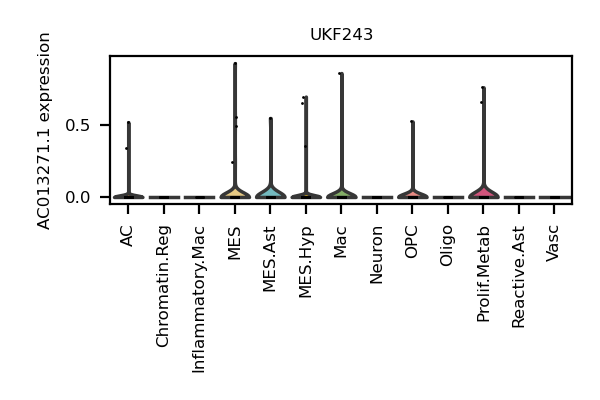 UKF243
AC013271.1 expression
0.5
0.0
AC
Chromatin.Reg
Inflammatory.Mac
MES
MES.Ast
MES.Hyp
Mac
Neuron
OPC
Oligo
Prolif.Metab
Reactive.Ast
Vasc